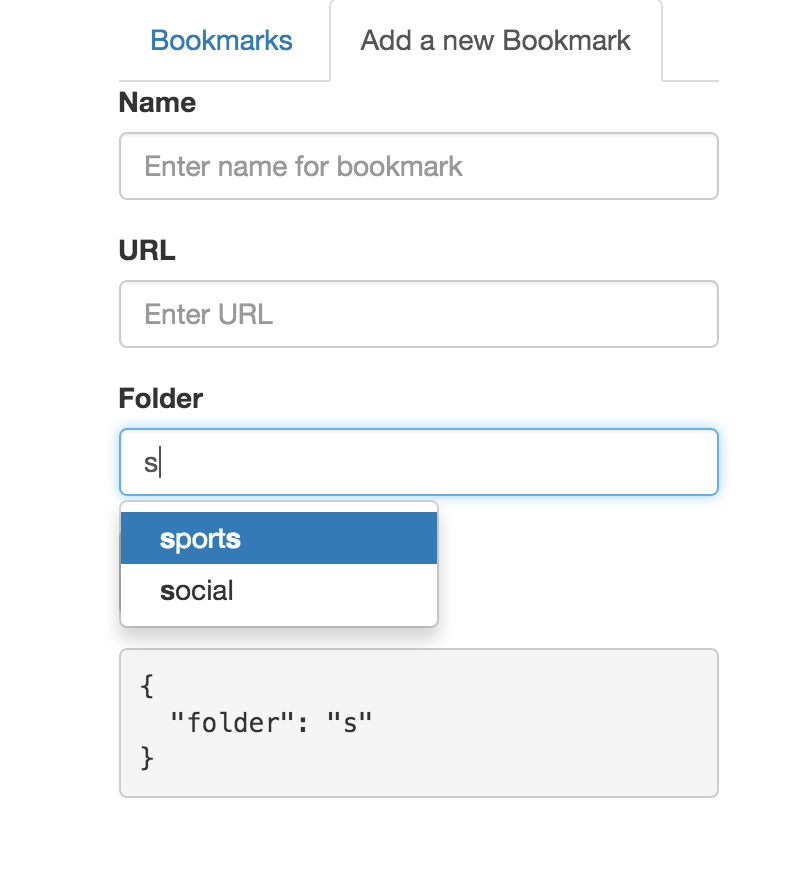 Bookmarks Add a new Bookmark
Name
Enter name for bookmark
URL
Enter URL
Folder
s
sports
social
{
"folder": "s"
}